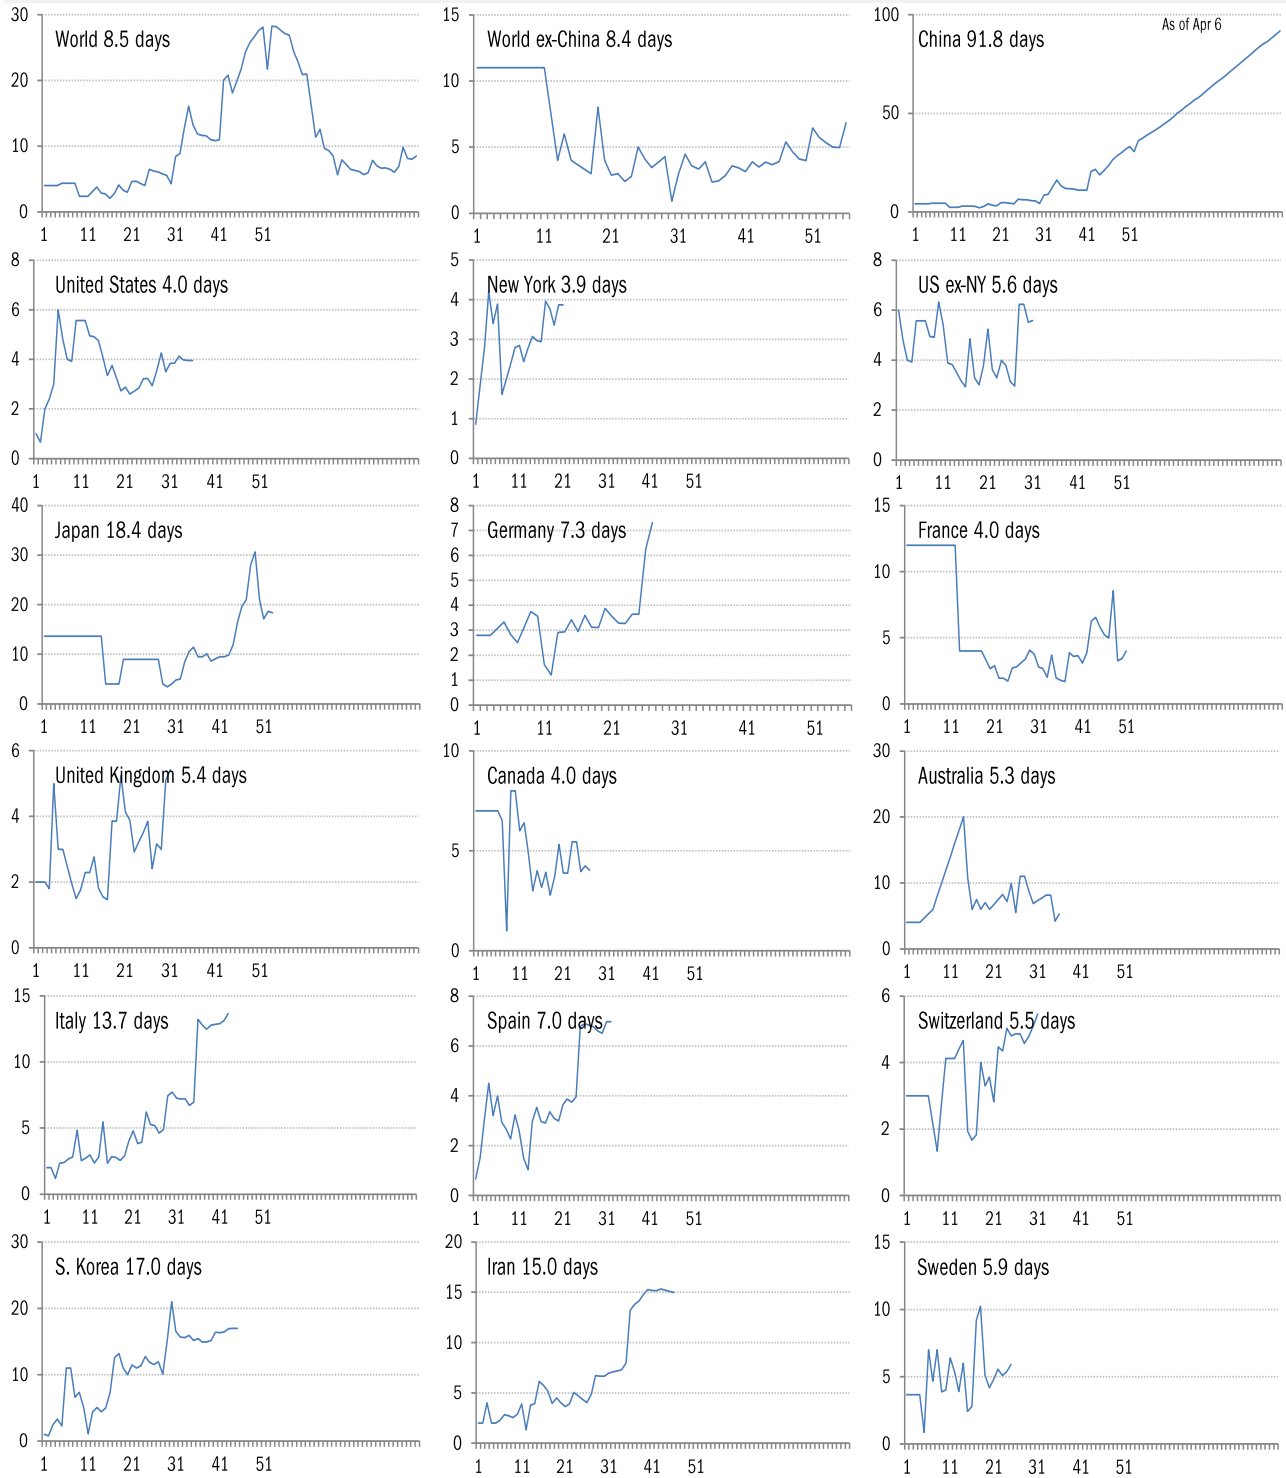 World 8.5 days
30
20
10
0
1 11 21 31 41 51
World ex-China 8.4 days
15
10
5
0
1 11 21 31 41 51
China 91.8 days
As of Apr 6
100
50
0
1 11 21 31 41 51
United States 4.0 days
8
6
4
2
0
1 11 21 31 41 51
New York 3.9 days
5
4
3
2
1
0
1 11 21 31 41 51
US ex-NY 5.6 days
8
6
4
2
0
1 11 21 31 41 51
Japan 18.4 days
40
30
20
10
0
1 11 21 31 41 51
Germany 7.3 days
8
7
6
5
4
3
2
1
0
1 11 21 31 41 51
France 4.0 days
15
10
5
0
1 11 21 31 41 51
United Kingdom 5.4 days
6
4
2
0
1 11 21 31 41 51
Canada 4.0 days
10
5
0
1 11 21 31 41 51
Australia 5.3 days
30
20
10
0
1 11 21 31 41 51
Italy 13.7 days
15
10
5
0
1 11 21 31 41 51
Spain 7.0 days
8
6
4
2
0
1 11 21 31 41 51
Switzerland 5.5 days
6
4
2
0
1 11 21 31 41 51
S. Korea 17.0 days
30
20
10
0
1 11 21 31 41 51
Iran 15.0 days
20
15
10
5
0
1 11 21 31 41 51
Sweden 5.9 days
15
10
5
0
1 11 21 31 41 51